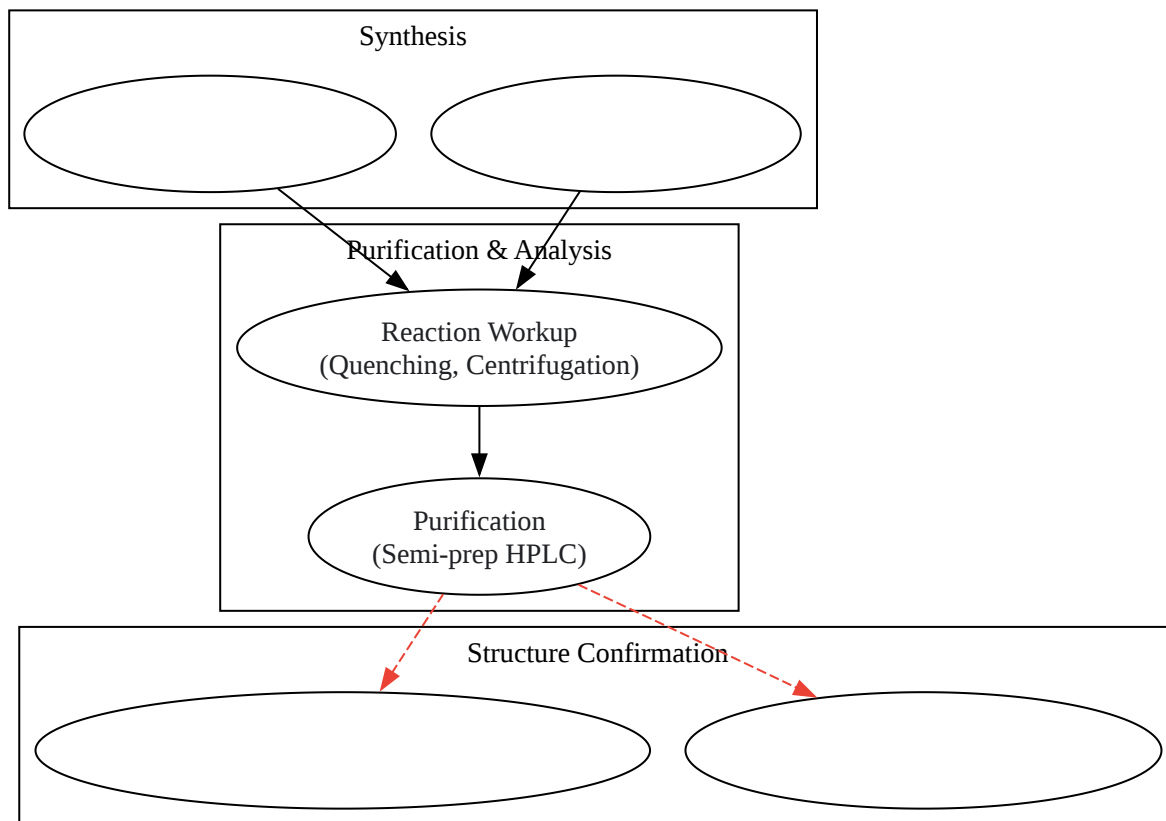 Synthesis
Purification & Analysis
Reaction Workup
(Quenching, Centrifugation)
Purification
(Semi-prep HPLC)
Structure Confirmation